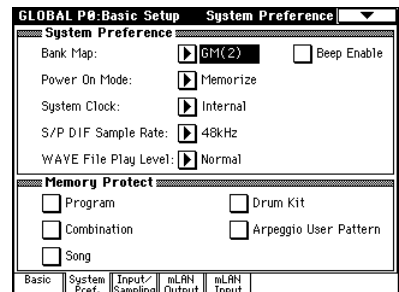 GLOBAL P0:Basic Setup System Preference
System Preference
Bank Map: GM(2) Beep Enable
Power On Mode: Memorize
System Clock: Internal
S/P DIF Sample Rate: 48kHz
WAVE File Play Level: Normal
Memory Protect
Program Drum Kit
Combination Arpeggio User Pattern
Song
Basic System Pref. Input/Sampling mLAN Output mLAN Input